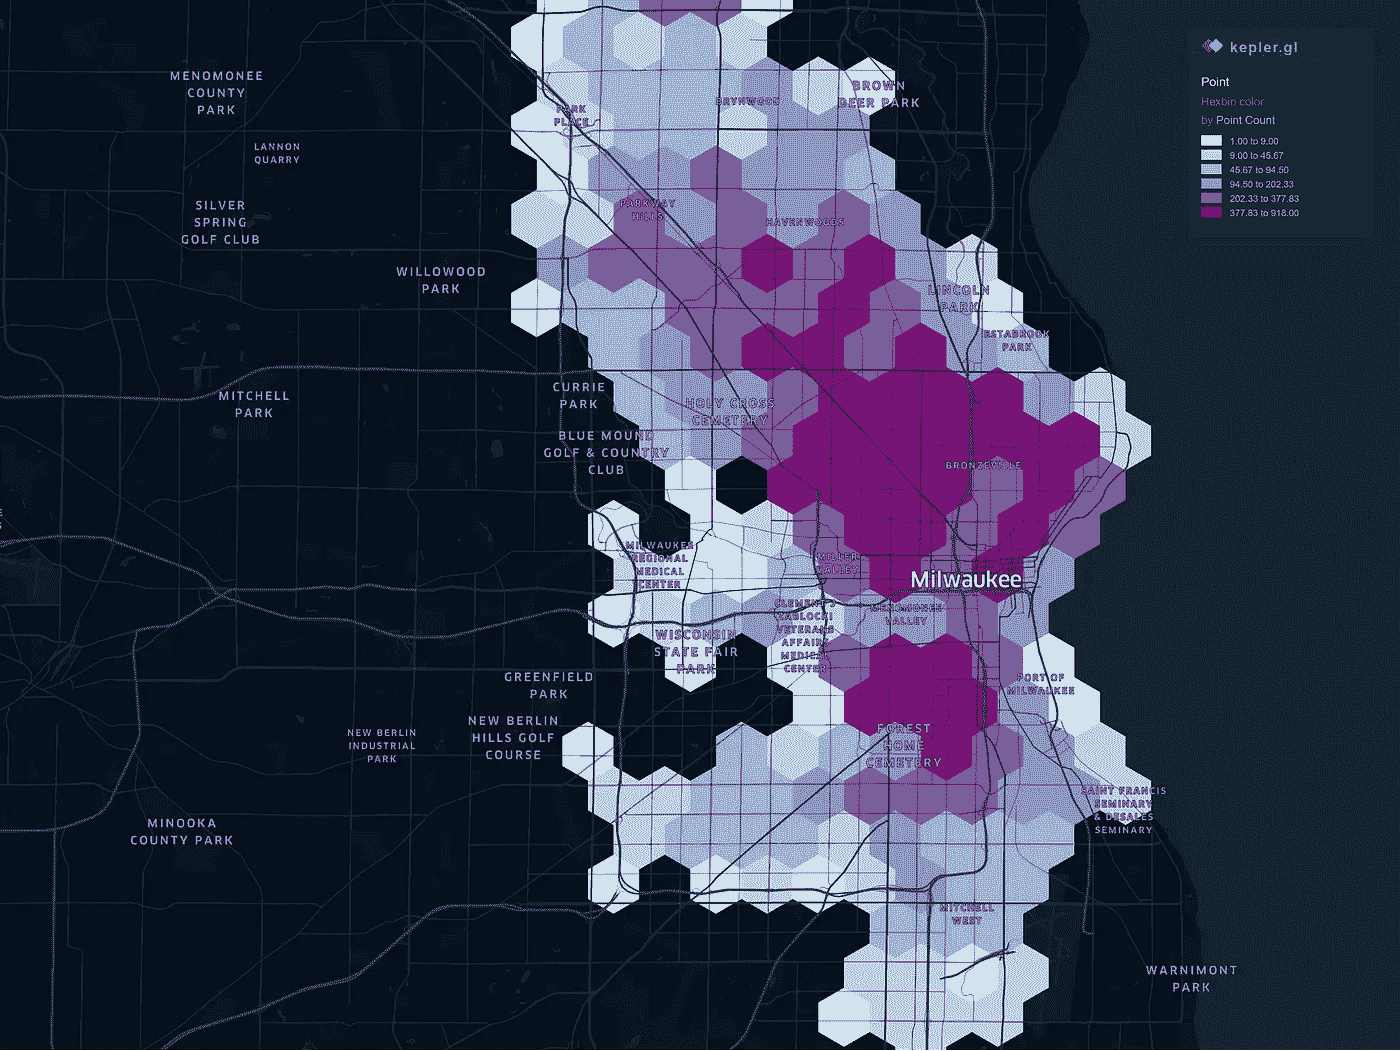 kepler.gl
Point
Hexbin color
by Point Count
1.00 to 9.00
9.00 to 45.67
45.67 to 94.50
94.50 to 202.33
202.33 to 377.83
377.83 to 918.00
MENOMONEE
COUNTY
PARK
LANNON
QUARRY
SILVER
SPRING
GOLF CLUB
WILLOWOOD
PARK
PARK
PLACE
BRYNWOOD
BROWN
DEER PARK
PARKWAY
HILLS
HAVENWOODS
LINCOLN
PARK
ESTABROOK
PARK
MITCHELL
PARK
CURRIE
PARK
HOLY CROSS
CEMETERY
BLUE MOUND
GOLF & COUNTRY
CLUB
BRONZEVILLE
MILWAUKEE
REGIONAL
MEDICAL
CENTER
MILLER
VALLEY
Milwaukee
CLEMENT J
ZABLOCKI
VETERANS
AFFAIRS
MEDICAL
CENTER
MENOMONEE
VALLEY
WISCONSIN
STATE FAIR
PARK
GREENFIELD
PARK
PORT OF
MILWAUKEE
NEW BERLIN
HILLS GOLF
COURSE
NEW BERLIN
INDUSTRIAL
PARK
FOREST
HOME
CEMETERY
SAINT FRANCIS
SEMINARY
& DESALES
SEMINARY
MINOOKA
COUNTY PARK
MITCHELL
WEST
WARNIMONT
PARK